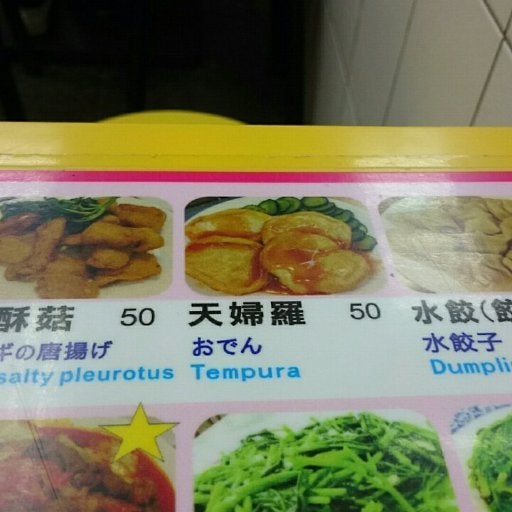 酥菇 50 天婦羅 50 水餃(餃
ギの唐揚げ おでん 水餃子
salty pleurotus Tempura Dumpli